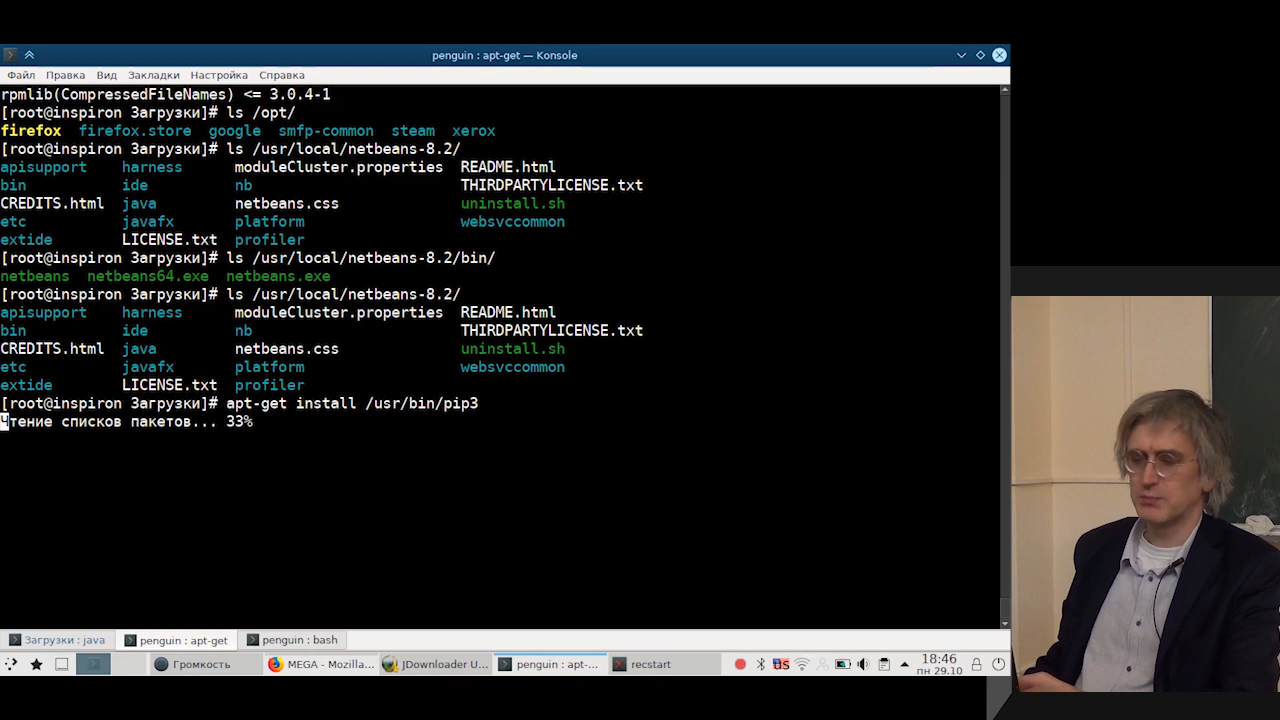 penguin : apt-get — Konsole
Файл Правка Вид Закладки Настройка Справка
rpmlib(CompressedFileNames) <= 3.0.4-1
[root@inspiron Загрузки]# ls /opt/
firefox firefox.store google smfp-common steam xerox
[root@inspiron Загрузки]# ls /usr/local/netbeans-8.2/
apisupport harness moduleCluster.properties README.html
bin ide nb THIRDPARTYLICENSE.txt
CREDITS.html java netbeans.css uninstall.sh
etc javafx platform websvccommon
extide LICENSE.txt profiler
[root@inspiron Загрузки]# ls /usr/local/netbeans-8.2/bin/
netbeans netbeans64.exe netbeans.exe
[root@inspiron Загрузки]# ls /usr/local/netbeans-8.2/
apisupport harness moduleCluster.properties README.html
bin ide nb THIRDPARTYLICENSE.txt
CREDITS.html java netbeans.css uninstall.sh
etc javafx platform websvccommon
extide LICENSE.txt profiler
[root@inspiron Загрузки]# apt-get install /usr/bin/pip3
Чтение списков пакетов... 33%
Загрузки : java penguin : apt-get penguin : bash
Громкость MEGA - Mozilla... JDownloader U... penguin : apt-... recstart US 18:46
пн 29.10